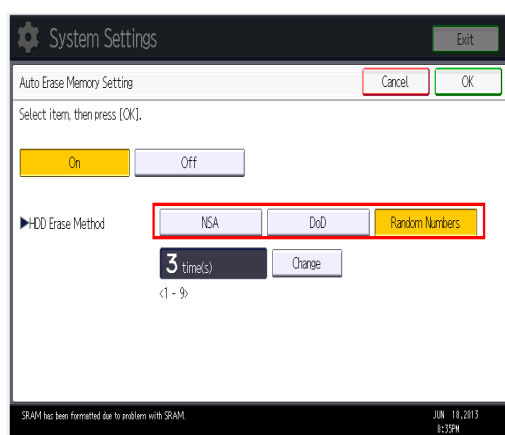 System Settings
Exit
Auto Erase Memory Setting
Cancel
OK
Select item, then press [OK].
On
Off
►HDD Erase Method
NSA
DoD
Random Numbers
3 time(s)
Change
<1 - 9>
SRAM has been formatted due to problem with SRAM.
JUN 18,2013
8:35PM